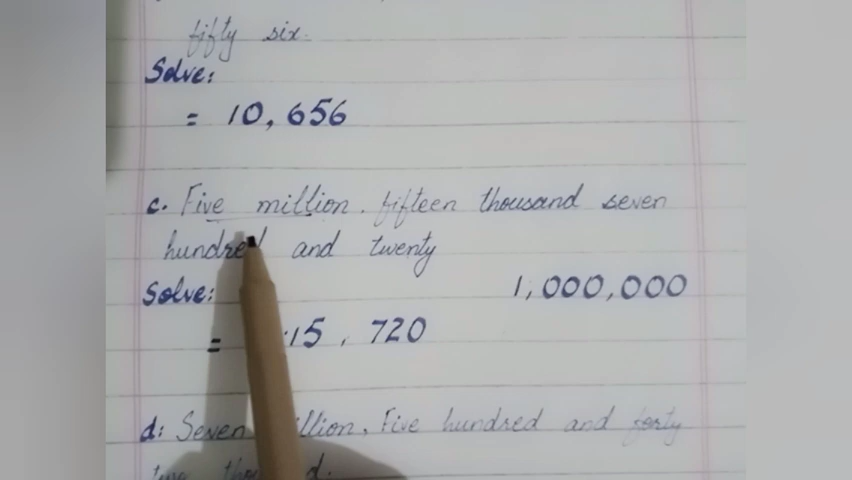 fifty six.
Solve:
= 10,656
c. Five million. fifteen thousand seven
hundred and twenty
Solve: 1,000,000
= 15, 720
d: Seven Five hundred and forty